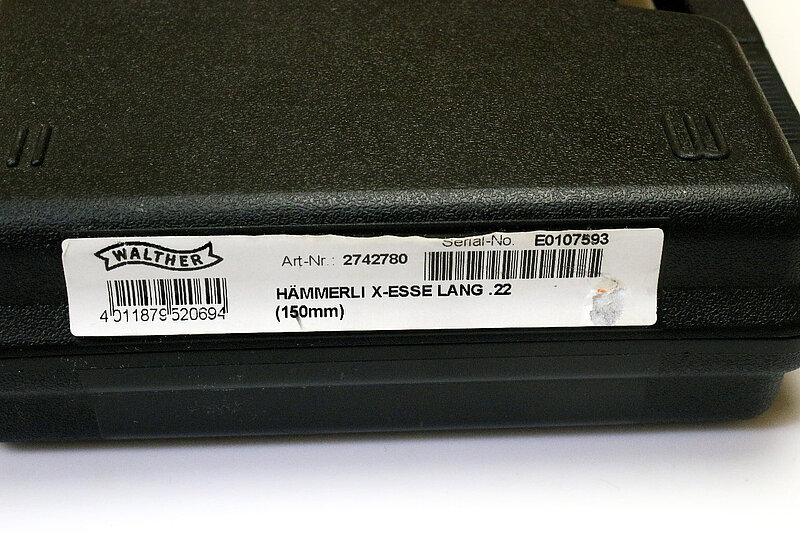 WALTHER
Serial-No. E0107593
Art-Nr.: 2742780
4 011879 520694
HÄMMERLI X-ESSE LANG .22
(150mm)